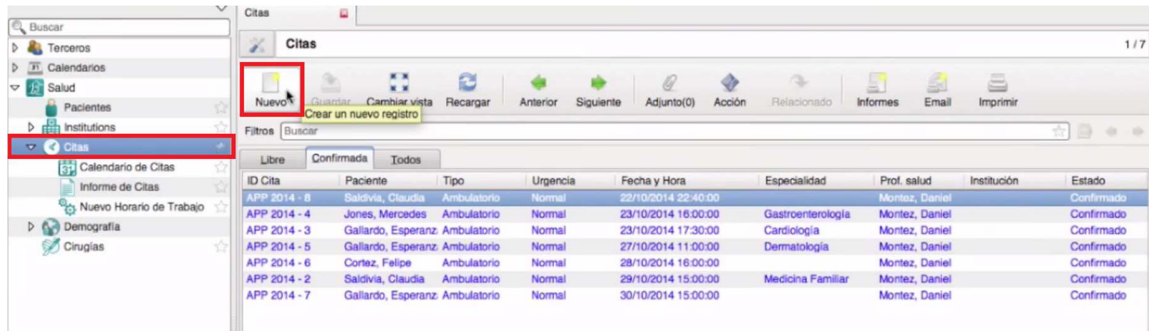 Citas
Buscar
Terceros
Calendarios
Salud
Pacientes
Institutions
Citas
Calendario de Citas
Informe de Citas
Nuevo Horario de Trabajo
Demografía
Cirugías
Citas 1 / 7
Nuevo Guardar Cambiar vista Recargar Anterior Siguiente Adjunto(0) Acción Relacionado Informes Email Imprimir
Crear un nuevo registro
Filtros Buscar
Libre Confirmada Todos
ID Cita Paciente Tipo Urgencia Fecha y Hora Especialidad Prof. salud Institución Estado
APP 2014 - 8 Saldivia, Claudia Ambulatorio Normal 22/10/2014 22:40:00 Montez, Daniel Confirmado
APP 2014 - 4 Jones, Mercedes Ambulatorio Normal 23/10/2014 16:00:00 Gastroenterología Montez, Daniel Confirmado
APP 2014 - 3 Gallardo, Esperanz Ambulatorio Normal 23/10/2014 17:30:00 Cardiología Montez, Daniel Confirmado
APP 2014 - 5 Gallardo, Esperanz Ambulatorio Normal 27/10/2014 11:00:00 Dermatología Montez, Daniel Confirmado
APP 2014 - 6 Cortez, Felipe Ambulatorio Normal 28/10/2014 16:00:00 Montez, Daniel Confirmado
APP 2014 - 2 Saldivia, Claudia Ambulatorio Normal 29/10/2014 15:00:00 Medicina Familiar Montez, Daniel Confirmado
APP 2014 - 7 Gallardo, Esperanz Ambulatorio Normal 30/10/2014 15:00:00 Montez, Daniel Confirmado